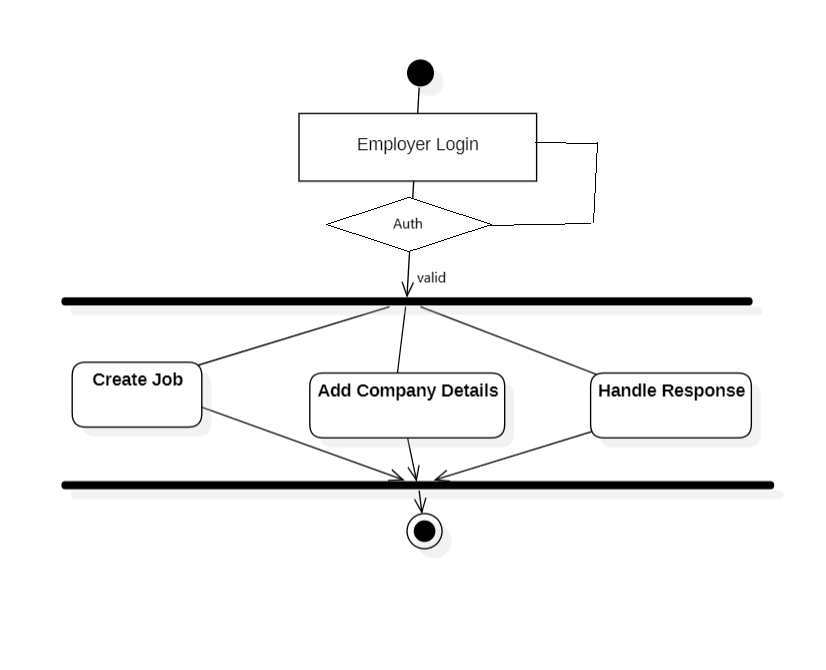 Employer Login
Auth
valid
Create Job
Add Company Details
Handle Response